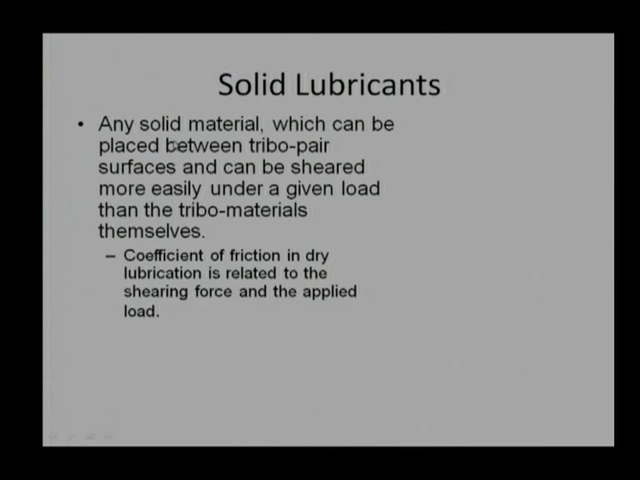 Solid Lubricants
• Any solid material, which can be
placed between tribo-pair
surfaces and can be sheared
more easily under a given load
than the tribo-materials
themselves.
– Coefficient of friction in dry
lubrication is related to the
shearing force and the applied
load.